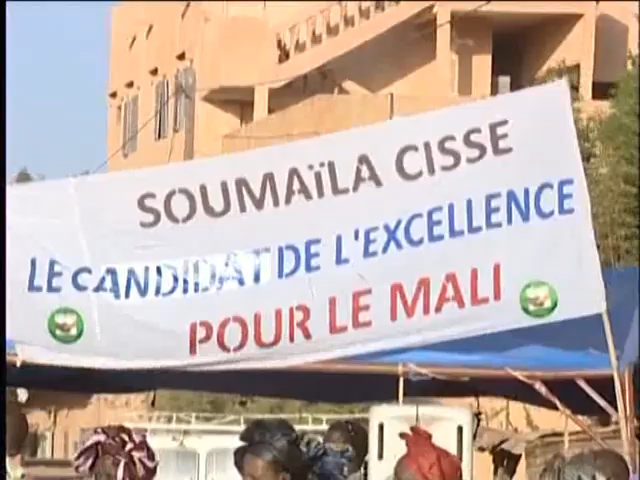 SOUMAÏLA CISSE
LE CANDIDAT DE L'EXCELLENCE
POUR LE MALI